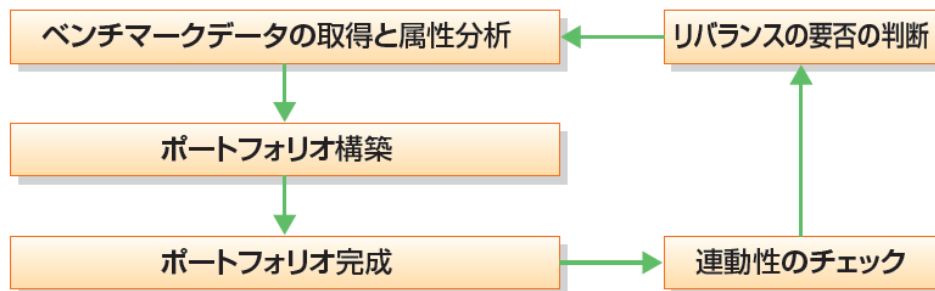 ベンチマークデータの取得と属性分析
リバランスの要否の判断
ポートフォリオ構築
ポートフォリオ完成
連動性のチェック